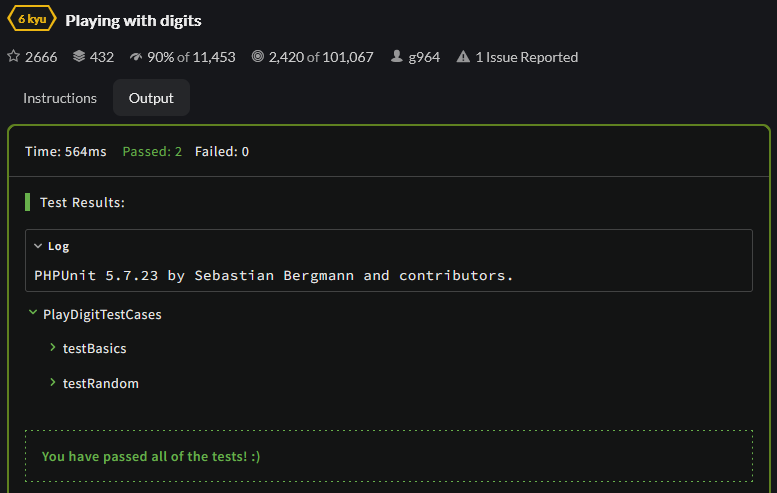 6 kyu Playing with digits
2666 432 90% of 11,453 2,420 of 101,067 g964 1 Issue Reported
Instructions Output
Time: 564ms Passed: 2 Failed: 0
Test Results:
Log
PHPUnit 5.7.23 by Sebastian Bergmann and contributors.
PlayDigitTestCases
testBasics
testRandom
You have passed all of the tests! :)